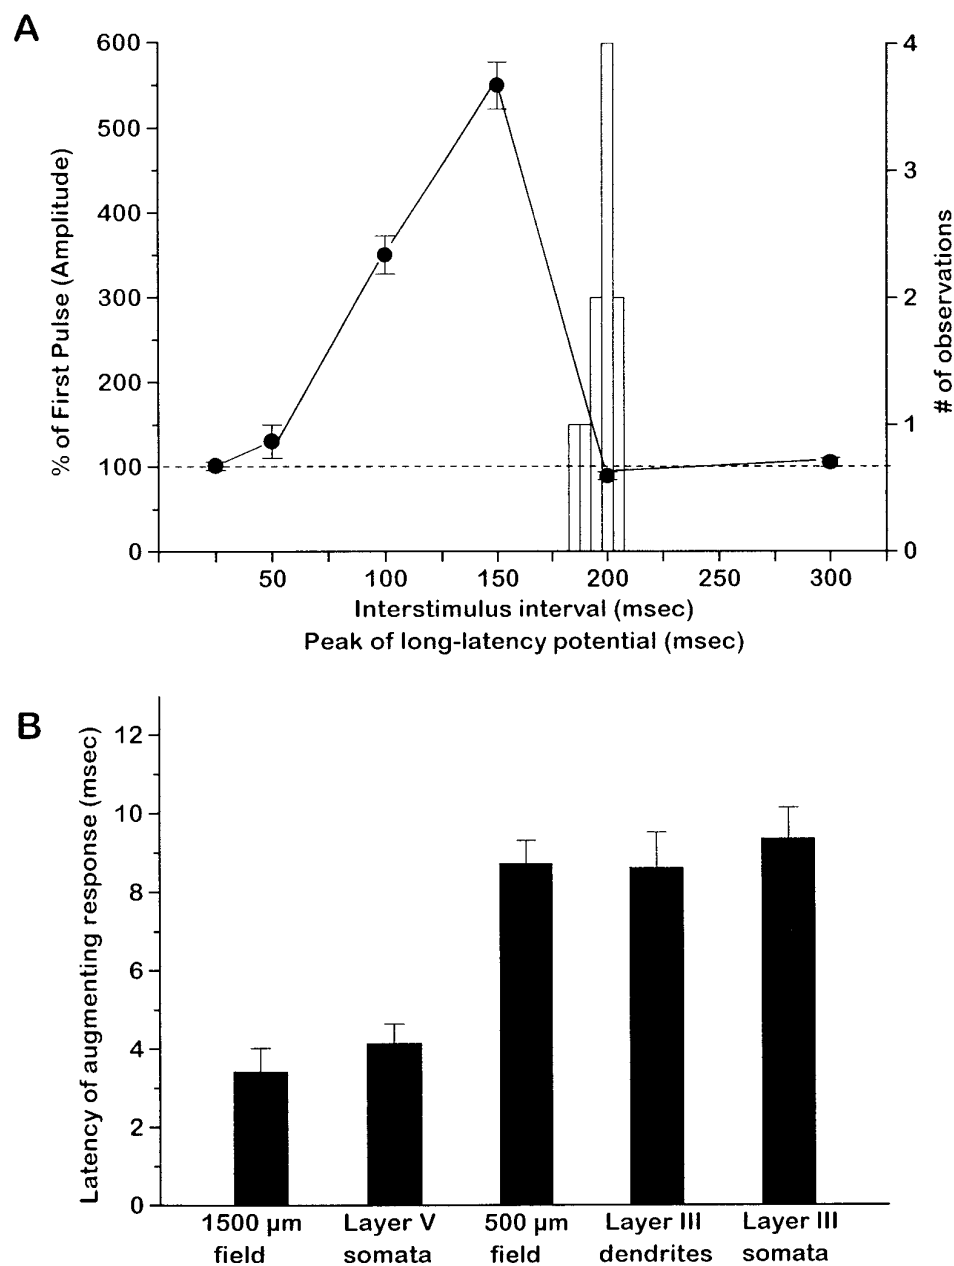 A
% of First Pulse (Amplitude)
600
500
400
300
200
100
0
4
3
2
1
0
# of observations
50 100 150 200 250 300
Interstimulus interval (msec)
Peak of long-latency potential (msec)
B
Latency of augmenting response (msec)
12
10
8
6
4
2
0
1500 µm Layer V 500 µm Layer III Layer III
field somata field dendrites somata